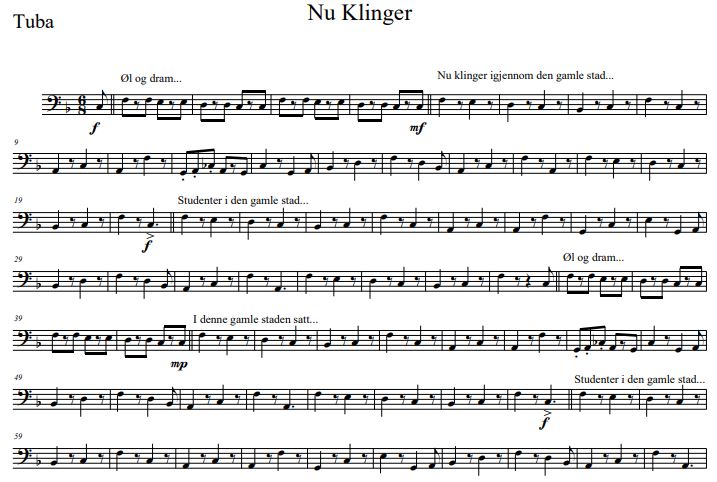 Nu Klinger
Tuba
Øl og dram...
Nu klinger igjennom den gamle stad...
6
8
f
mf
9
19
Studenter i den gamle stad...
f
29
Øl og dram...
39
I denne gamle staden satt...
mp
49
Studenter i den gamle stad...
f
59